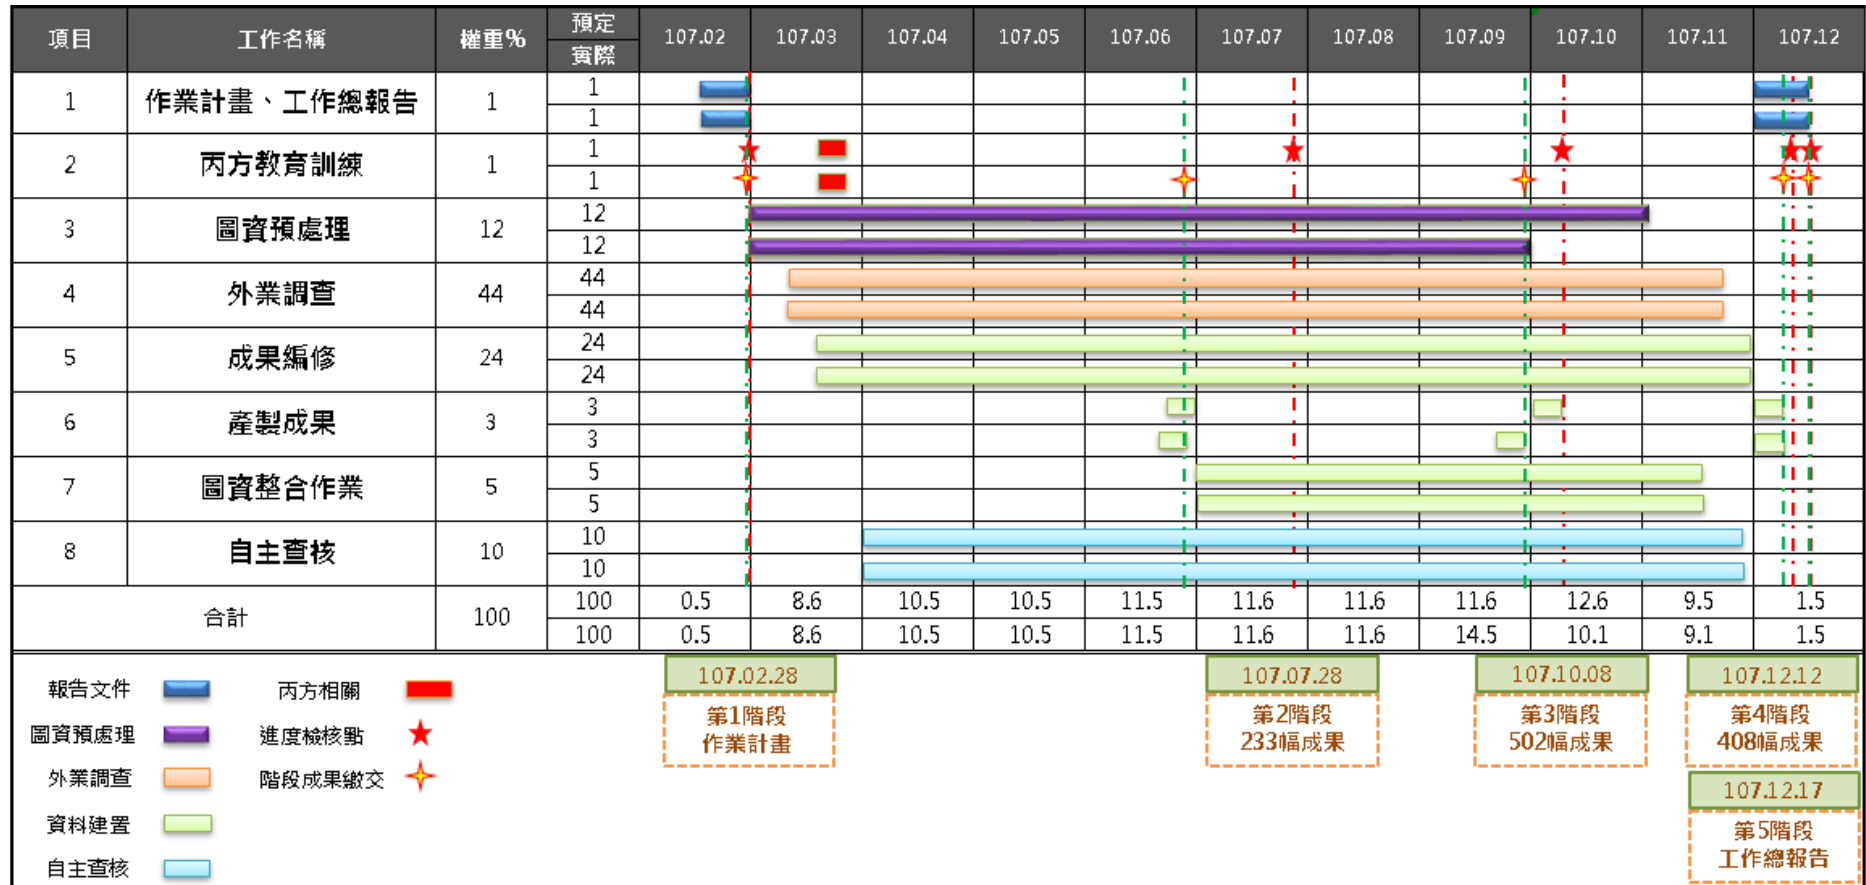 項目 工作名稱 權重% 預定 實際 107.02 107.03 107.04 107.05 107.06 107.07 107.08 107.09 107.10 107.11 107.12
1 作業計畫、工作總報告 1 1
1
2 丙方教育訓練 1 1
1
3 圖資預處理 12 12
12
4 外業調查 44 44
44
5 成果編修 24 24
24
6 產製成果 3 3
3
7 圖資整合作業 5 5
5
8 自主查核 10 10
10
合計 100 100 0.5 8.6 10.5 10.5 11.5 11.6 11.6 11.6 12.6 9.5 1.5
100 0.5 8.6 10.5 10.5 11.5 11.6 11.6 14.5 10.1 9.1 1.5
報告文件 丙方相關
圖資預處理 進度檢核點
外業調查 階段成果繳交
資料建置
自主查核
107.02.28
第1階段
作業計畫
107.07.28
第2階段
233幅成果
107.10.08
第3階段
502幅成果
107.12.12
第4階段
408幅成果
107.12.17
第5階段
工作總報告